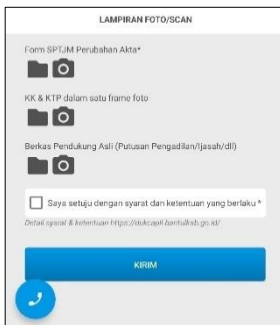 LAMPIRAN FOTO/SCAN
Form SPTJM Perubahan Akta*
KK & KTP dalam satu frame foto
Berkas Pendukung Asli (Putusan Pengadilan/Ijasah/dll)
Saya setuju dengan syarat dan ketentuan yang berlaku *
Detail syarat & ketentuan https://dukcapil.bantulkab.go.id/
KIRIM